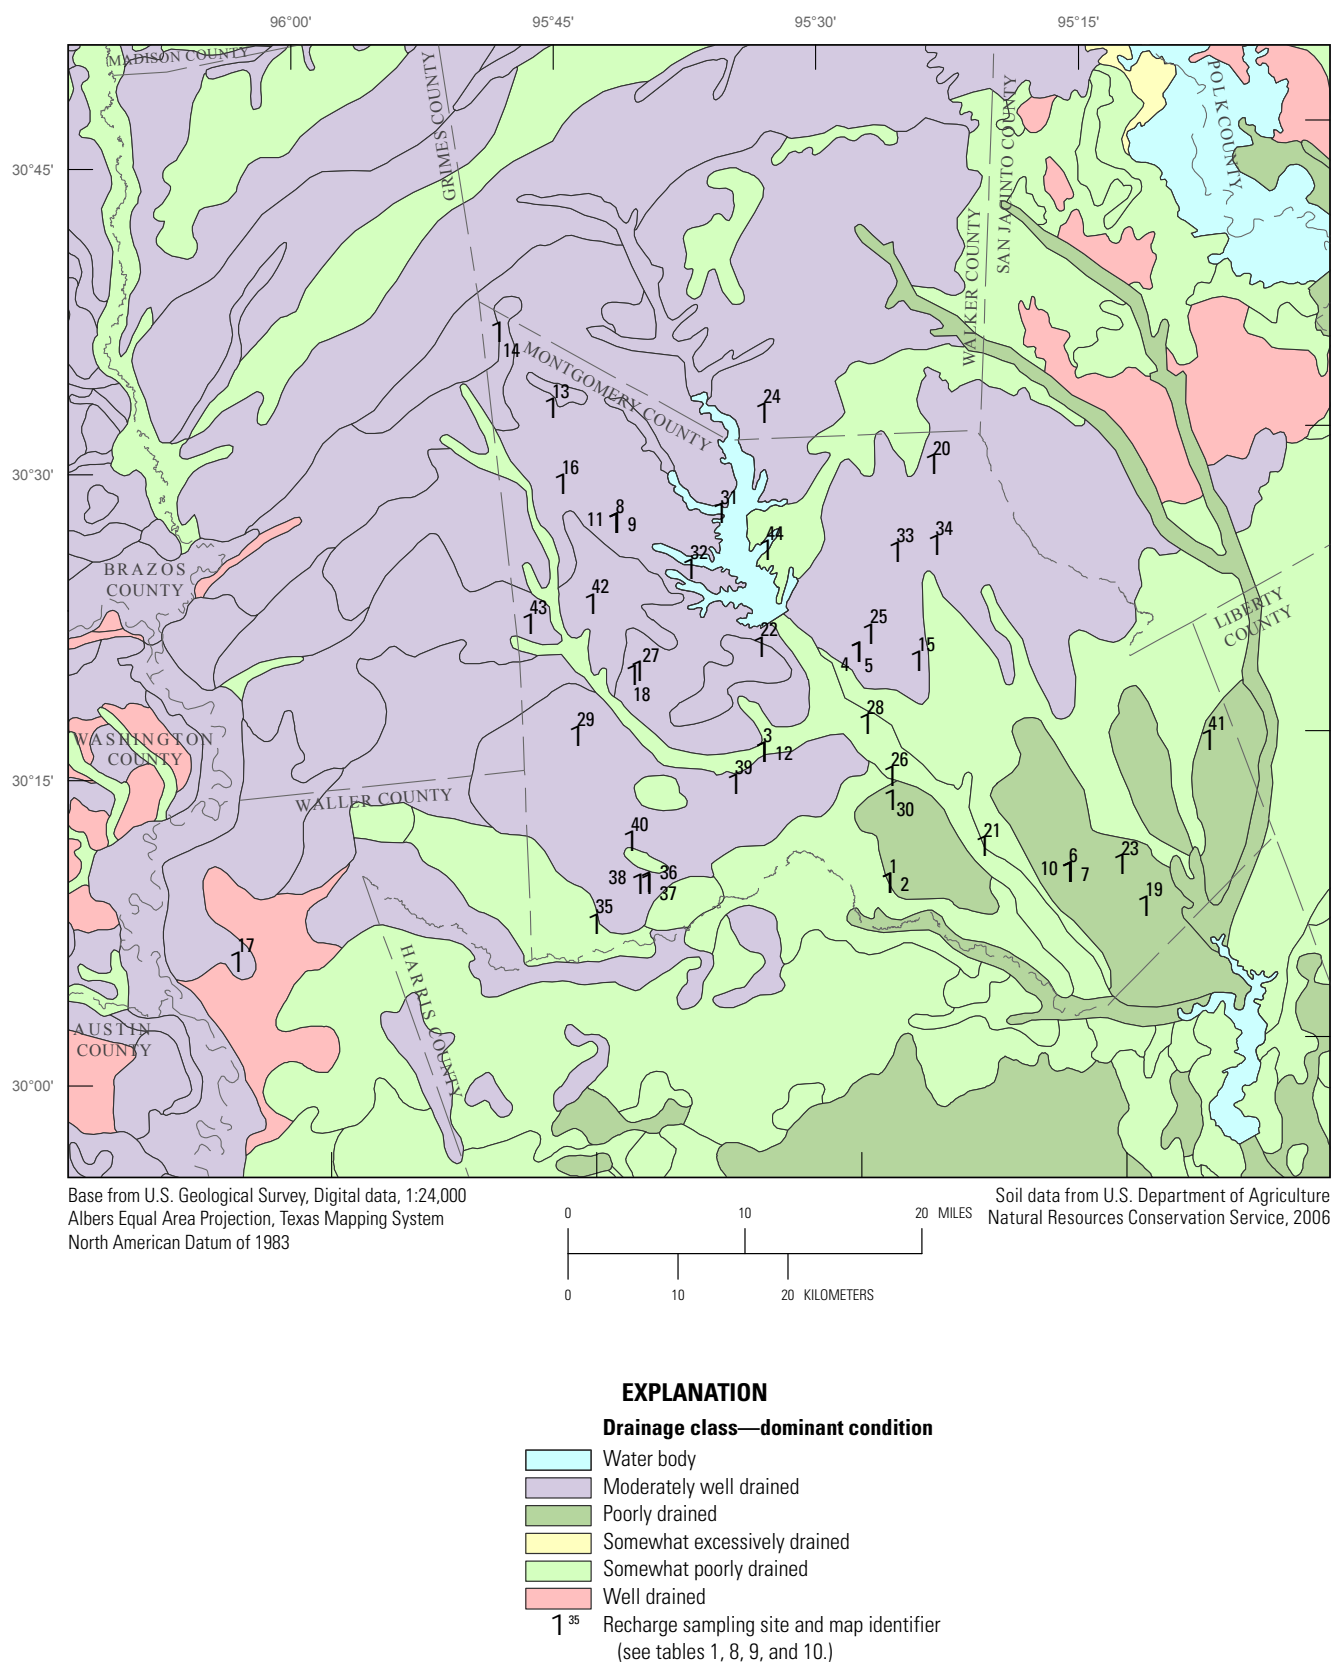 96°00'
95°45'
95°30'
95°15'
MADISON COUNTY
GRIMES COUNTY
SAN JACINTO COUNTY
POLK COUNTY
30°45'
WALKER COUNTY
14
MONTGOMERY COUNTY
13
24
20
30°30'
16
31
8
11
9
33
34
44
32
BRAZOS
COUNTY
42
43
LIBERTY
COUNTY
25
22
15
4
5
27
18
28
29
41
WASHINGTON
COUNTY
3
12
26
39
30°15'
WALLER COUNTY
30
40
21
6
23
10
7
1
2
38
36
37
19
35
17
HARRIS COUNTY
AUSTIN
COUNTY
30°00'
Base from U.S. Geological Survey, Digital data, 1:24,000
Albers Equal Area Projection, Texas Mapping System
North American Datum of 1983
Soil data from U.S. Department of Agriculture
Natural Resources Conservation Service, 2006
0
10
20 MILES
0
10
20 KILOMETERS
EXPLANATION
Drainage class—dominant condition
Water body
Moderately well drained
Poorly drained
Somewhat excessively drained
Somewhat poorly drained
Well drained
35
Recharge sampling site and map identifier
(see tables 1, 8, 9, and 10.)